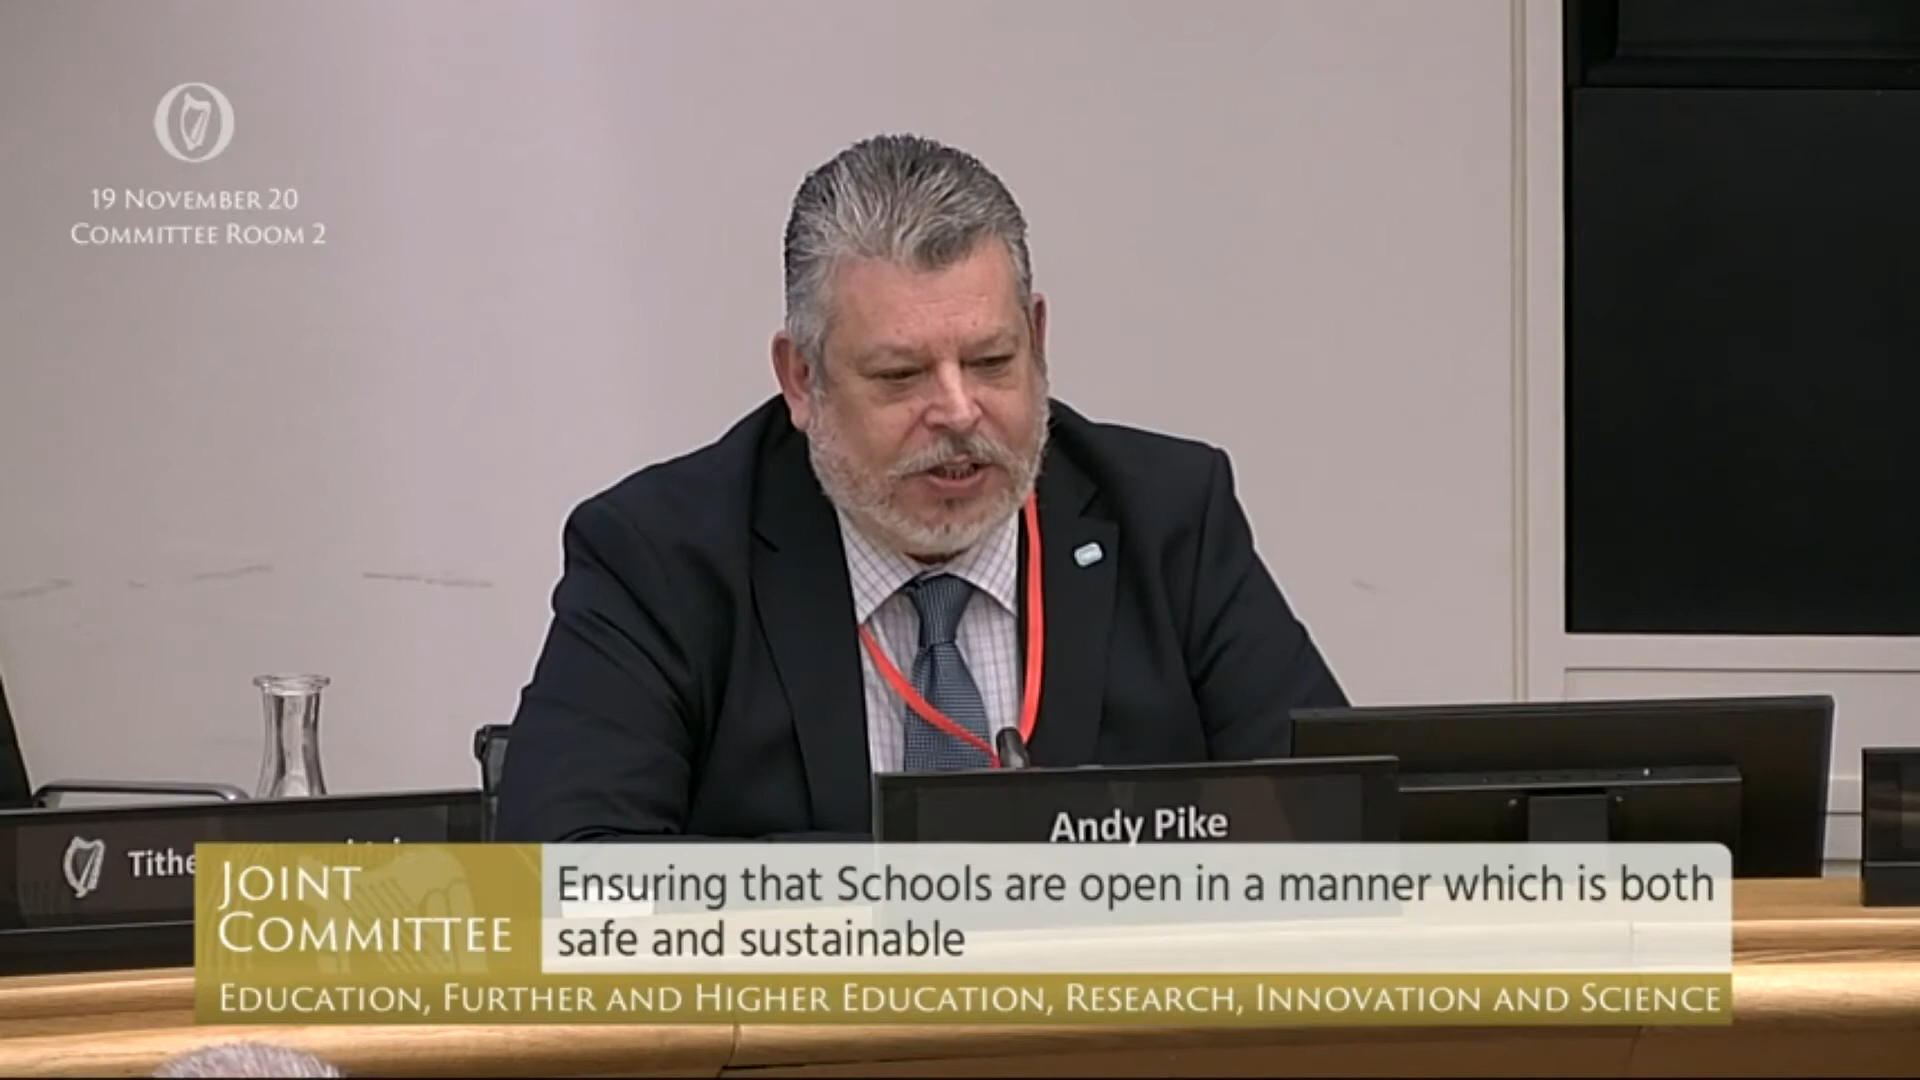 19 NOVEMBER 20
COMMITTEE ROOM 2
Andy Pike
JOINT
COMMITTEE
Ensuring that Schools are open in a manner which is both
safe and sustainable
EDUCATION, FURTHER AND HIGHER EDUCATION, RESEARCH, INNOVATION AND SCIENCE